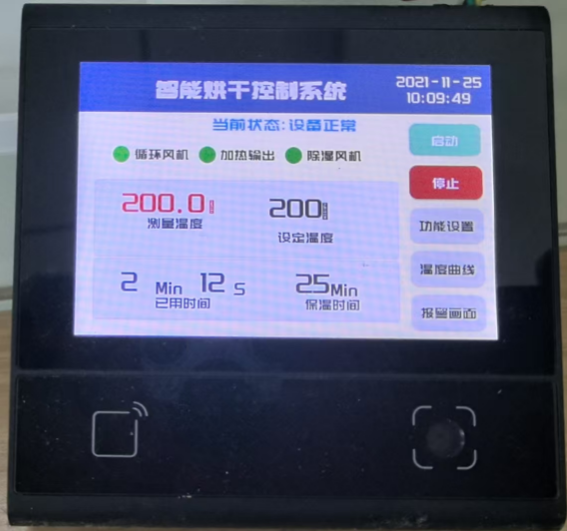 智能烘干控制系统
2021-11-25
10:09:49
当前状态:设备正常
启动
循环风机 加热输出 除湿风机
停止
200.0
200
测量温度
设定温度
功能设置
2 Min 12 S
25Min
已用时间
保温时间
温度曲线
报警画面